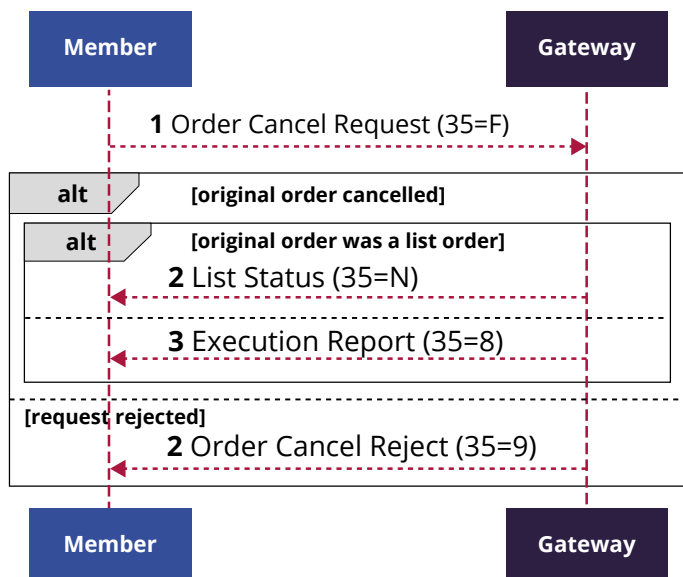 Member Gateway
1 Order Cancel Request (35=F)
alt [original order cancelled]
alt [original order was a list order]
2 List Status (35=N)
3 Execution Report (35=8)
[request rejected]
2 Order Cancel Reject (35=9)
Member Gateway